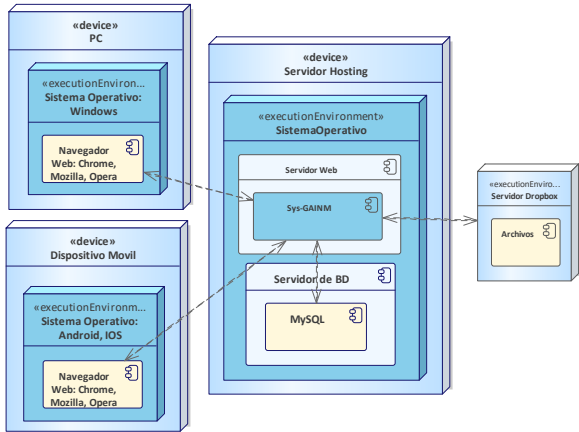 «device»
PC
«executionEnviron...
Sistema Operativo:
Windows
Navegador
Web: Chrome,
Mozilla, Opera
«device»
Dispositivo Movil
«executionEnvironm...
Sistema Operativo:
Android, IOS
Navegador
Web: Chrome,
Mozilla, Opera
«device»
Servidor Hosting
«executionEnvironment»
SistemaOperativo
Servidor Web
Sys-GAINM
Servidor de BD
MySQL
«executionEnviro...
Servidor Dropbox
Archivos